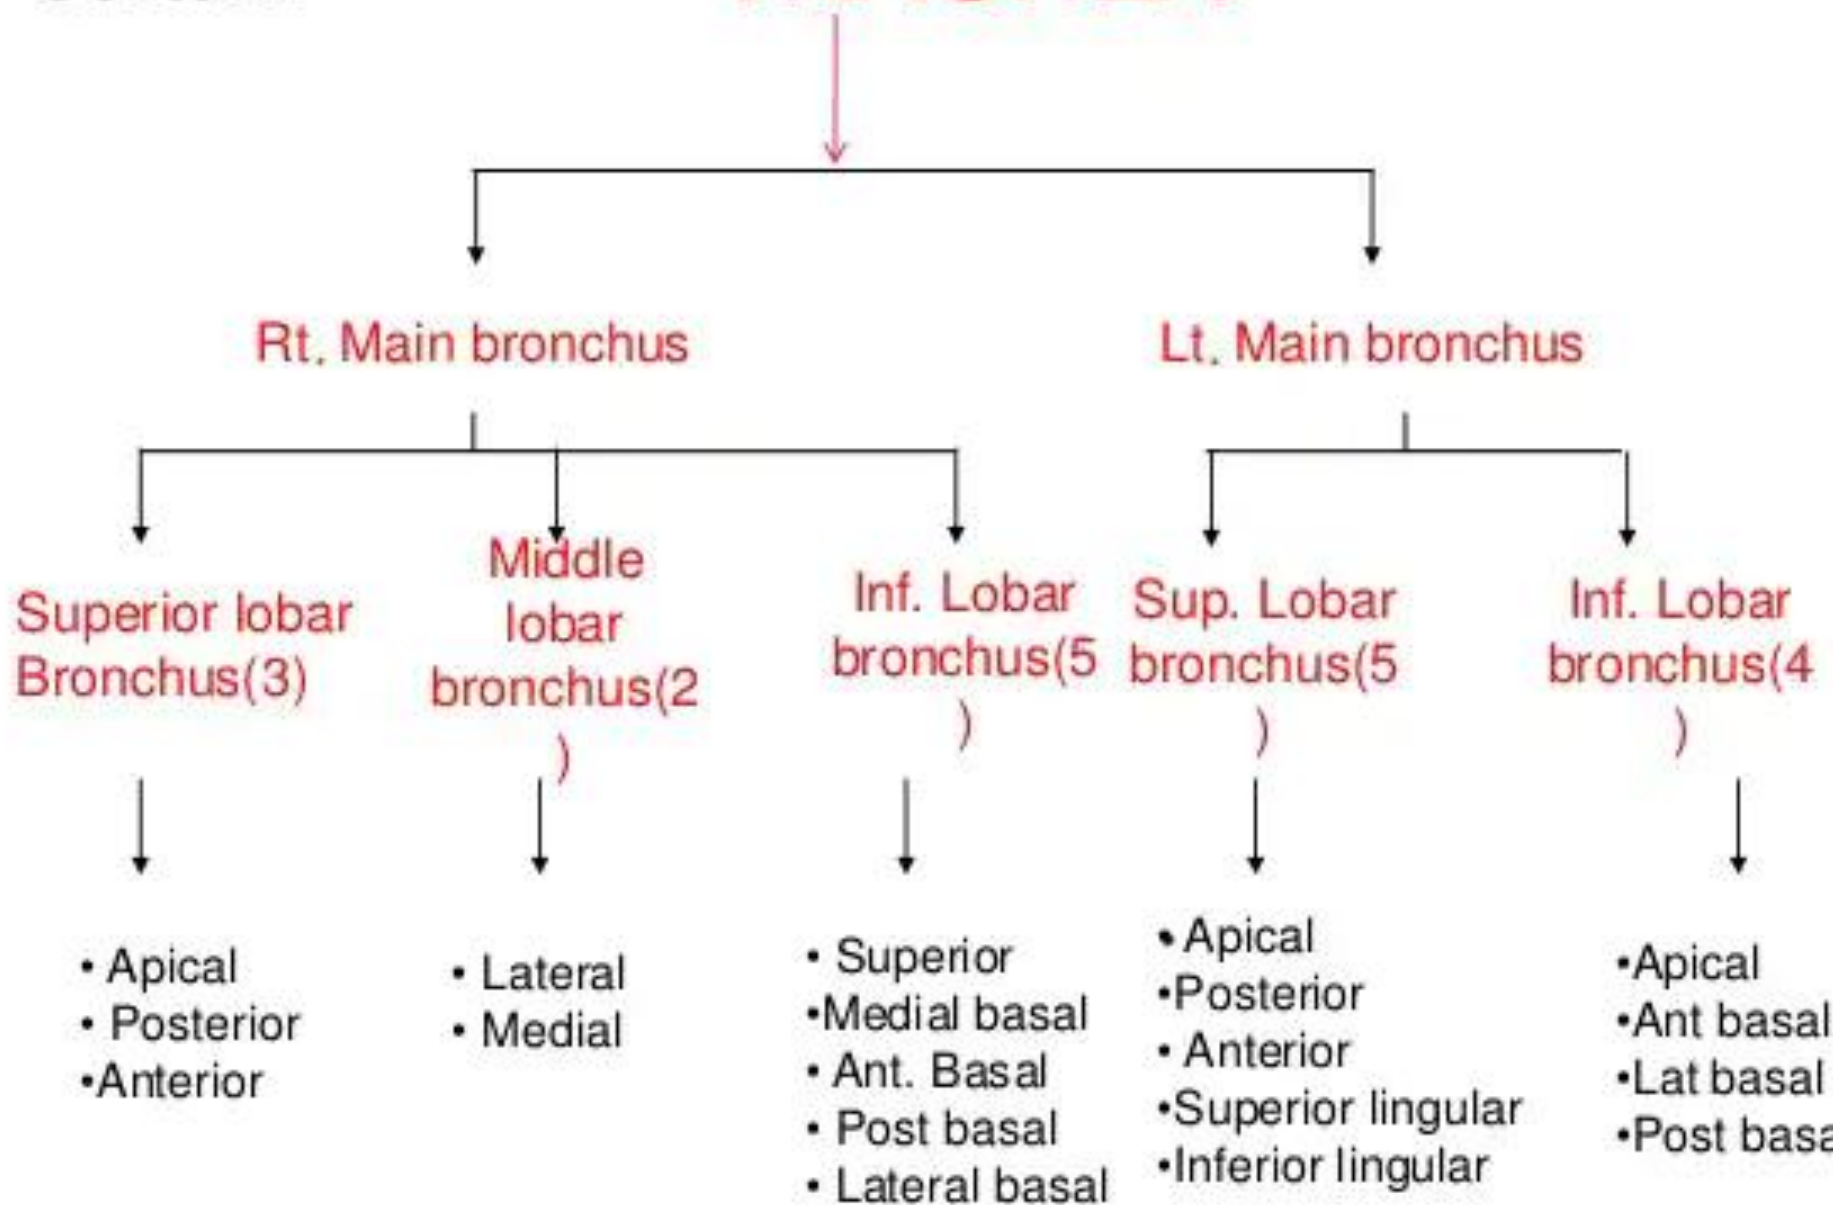 Rt. Main bronchus
Lt. Main bronchus
Superior lobar
Bronchus(3)
Middle
lobar
bronchus(2
)
Inf. Lobar
bronchus(5
)
Sup. Lobar
bronchus(5
)
Inf. Lobar
bronchus(4
)
• Apical
• Posterior
•Anterior
• Lateral
• Medial
• Superior
•Medial basal
• Ant. Basal
• Post basal
• Lateral basal
• Apical
•Posterior
• Anterior
•Superior lingular
•Inferior lingular
•Apical
•Ant basal
•Lat basal
•Post basa